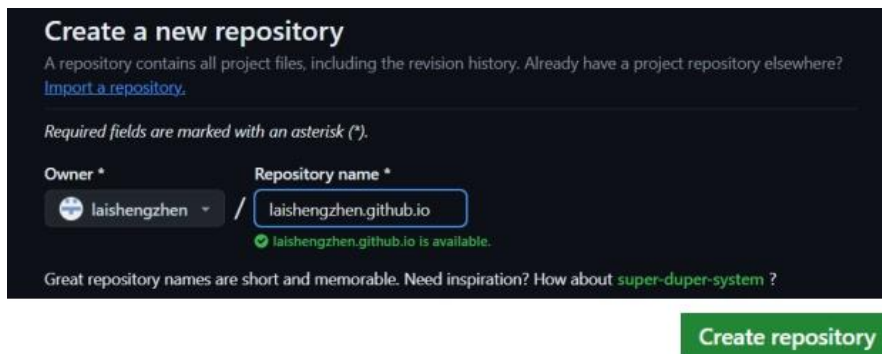 Create a new repository
A repository contains all project files, including the revision history. Already have a project repository elsewhere?
Import a repository.
Required fields are marked with an asterisk (*).
Owner *
Repository name *
laishengzhen
/
laishengzhen.github.io
laishengzhen.github.io is available.
Great repository names are short and memorable. Need inspiration? How about super-duper-system ?
Create repository